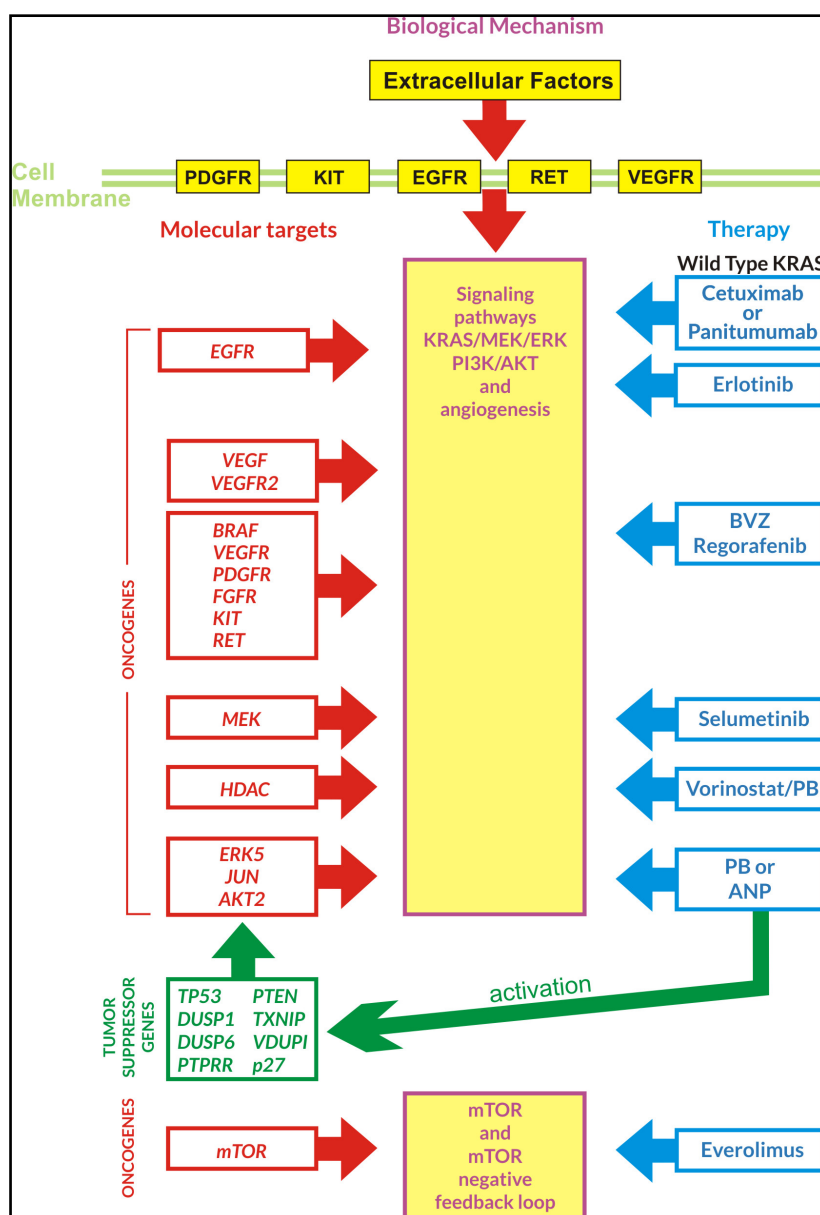 Biological Mechanism
Extracellular Factors
Cell
Membrane
PDGFR
KIT
EGFR
RET
VEGFR
Molecular targets
Therapy
Wild Type KRAS
Signaling
pathways
KRAS/MEK/ERK
PI3K/AKT
and
angiogenesis
Cetuximab
or
Panitumumab
ONCOGENES
EGFR
Erlotinib
VEGF
VEGFR2
BRAF
VEGFR
PDGFR
FGFR
KIT
RET
BVZ
Regorafenib
MEK
Selumetinib
HDAC
Vorinostat/PB
ERK5
JUN
AKT2
PB or
ANP
activation
TUMOR
SUPPRESSOR
GENES
TP53 PTEN
DUSP1 TXNIP
DUSP6 VDUPI
PTPRR p27
ONCOGENES
mTOR
mTOR
and
mTOR
negative
feedback loop
Everolimus